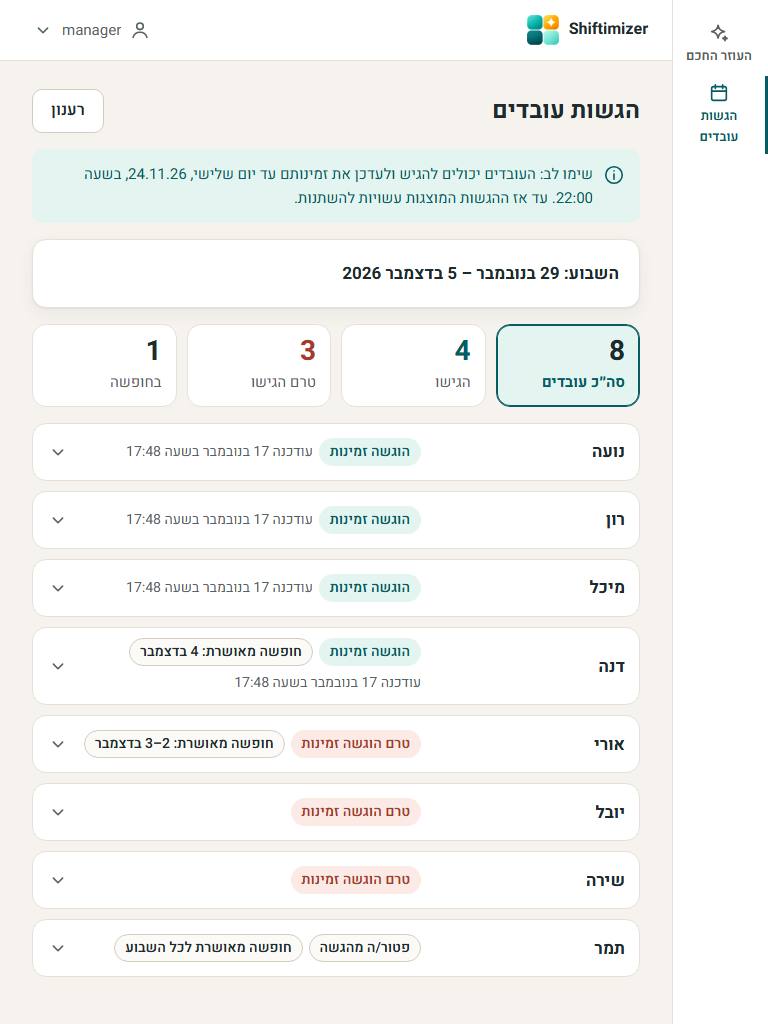 Shiftimizer
manager
העוזר החכם
הגשות
עובדים
הגשות עובדים
רענון
שימו לב: העובדים יכולים להגיש ולעדכן את זמינותם עד יום שלישי, 24.11.26, בשעה
22:00. עד אז ההגשות המוצגות עשויות להשתנות.
השבוע: 29 בנובמבר – 5 בדצמבר 2026
8
סה"כ עובדים
4
הגישו
3
טרם הגישו
1
בחופשה
נועה הוגשה זמינות עודכנה 17 בנובמבר בשעה 17:48
רון הוגשה זמינות עודכנה 17 בנובמבר בשעה 17:48
מיכל הוגשה זמינות עודכנה 17 בנובמבר בשעה 17:48
דנה הוגשה זמינות חופשה מאושרת: 4 בדצמבר
עודכנה 17 בנובמבר בשעה 17:48
אורי טרם הוגשה זמינות חופשה מאושרת: 2–3 בדצמבר
יובל טרם הוגשה זמינות
שירה טרם הוגשה זמינות
תמר פטור/ה מהגשה חופשה מאושרת לכל השבוע